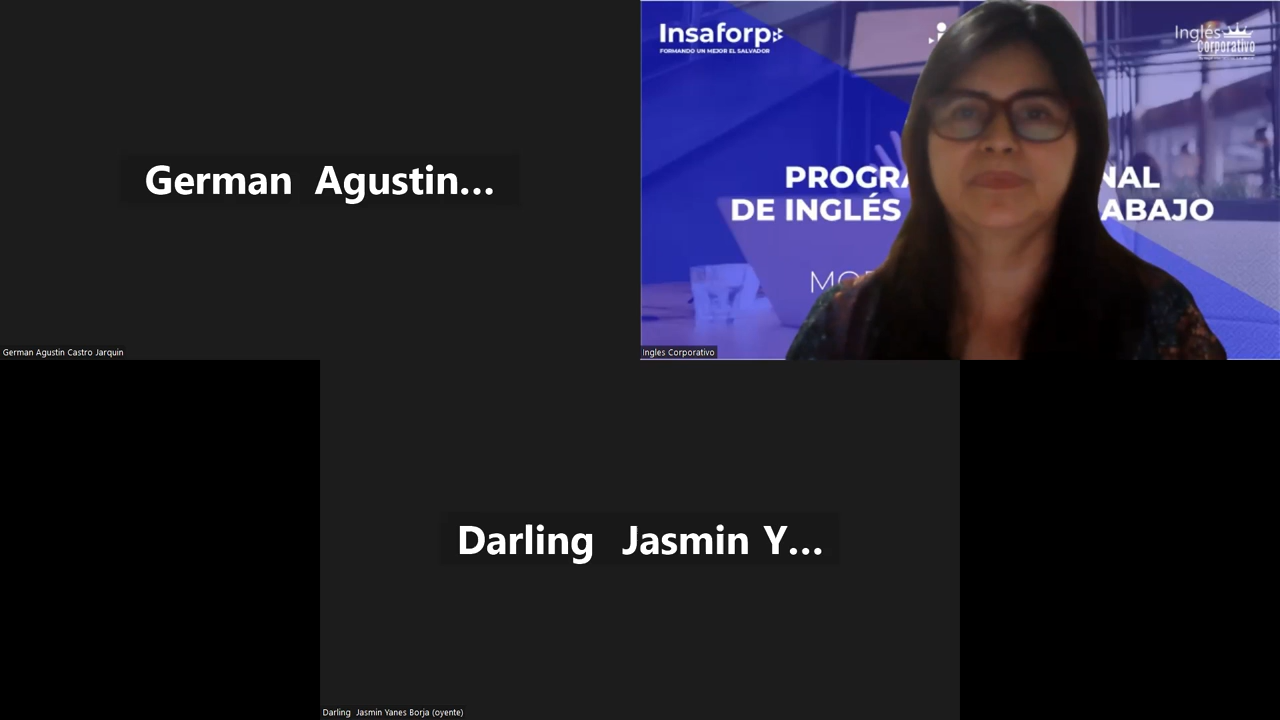 German Agustin...
German Agustin Castro Jarquin
Insaforp
FORMANDO UN MEJOR EL SALVADOR
Inglés
Corporativo
PROGRA NAL
DE INGLÉS ABAJO
MO
Ingles Corporativo
Darling Jasmin Y...
Darling Jasmin Yanes Borja (oyente)